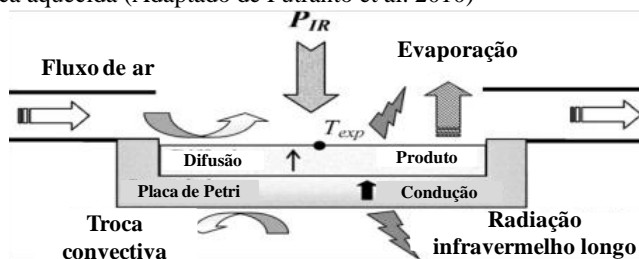 ca aquecida (Adaptado de Putranto et al. 2010)
P_IR
Evaporação
Fluxo de ar
T_exp
Difusão
Produto
Placa de Petri
Condução
Troca
convectiva
Radiação
infravermelho longo